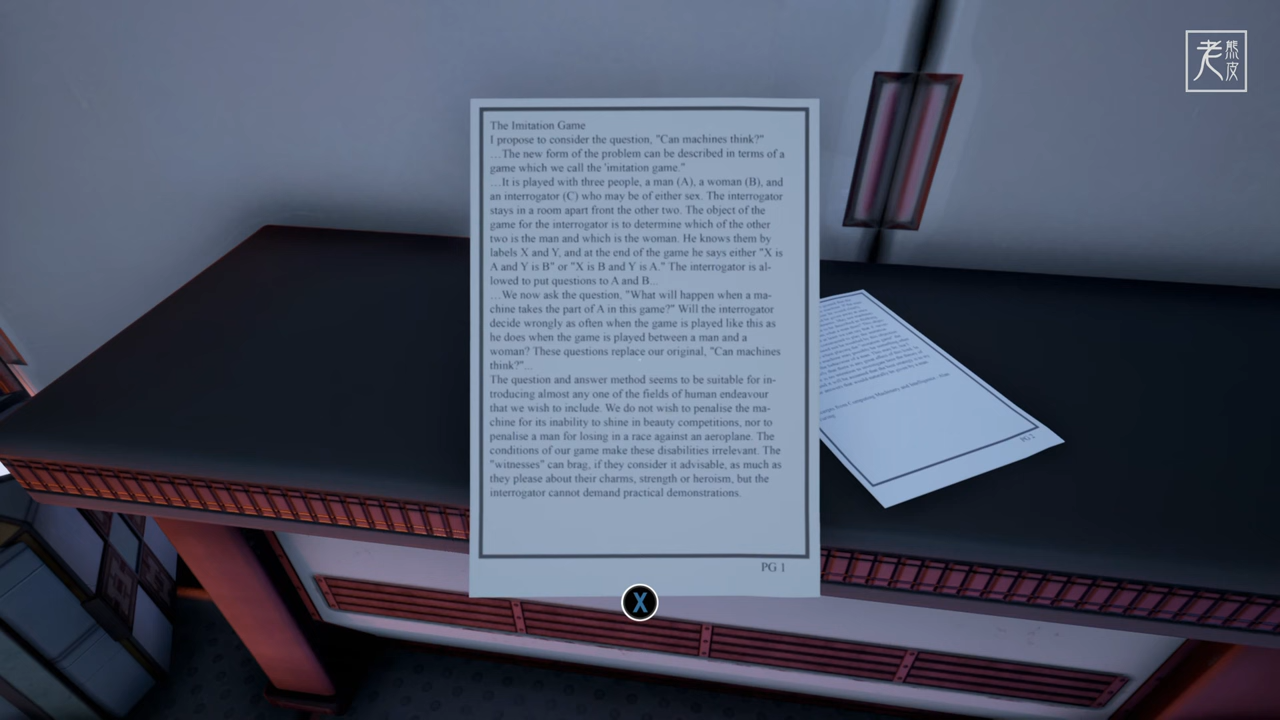 老熊皮
The Imitation Game
I propose to consider the question, "Can machines think?"
…The new form of the problem can be described in terms of a
game which we call the 'imitation game."
…It is played with three people, a man (A), a woman (B), and
an interrogator (C) who may be of either sex. The interrogator
stays in a room apart front the other two. The object of the
game for the interrogator is to determine which of the other
two is the man and which is the woman. He knows them by
labels X and Y, and at the end of the game he says either "X is
A and Y is B" or "X is B and Y is A." The interrogator is al-
lowed to put questions to A and B...
…We now ask the question, "What will happen when a ma-
chine takes the part of A in this game?" Will the interrogator
decide wrongly as often when the game is played like this as
he does when the game is played between a man and a
woman? These questions replace our original, "Can machines
think?"...
The question and answer method seems to be suitable for in-
troducing almost any one of the fields of human endeavour
that we wish to include. We do not wish to penalise the ma-
chine for its inability to shine in beauty competitions, nor to
penalise a man for losing in a race against an aeroplane. The
conditions of our game make these disabilities irrelevant. The
"witnesses" can brag, if they consider it advisable, as much as
they please about their charms, strength or heroism, but the
interrogator cannot demand practical demonstrations.
PG 1
X
from Computing Machinery and Intelligence
PG 2